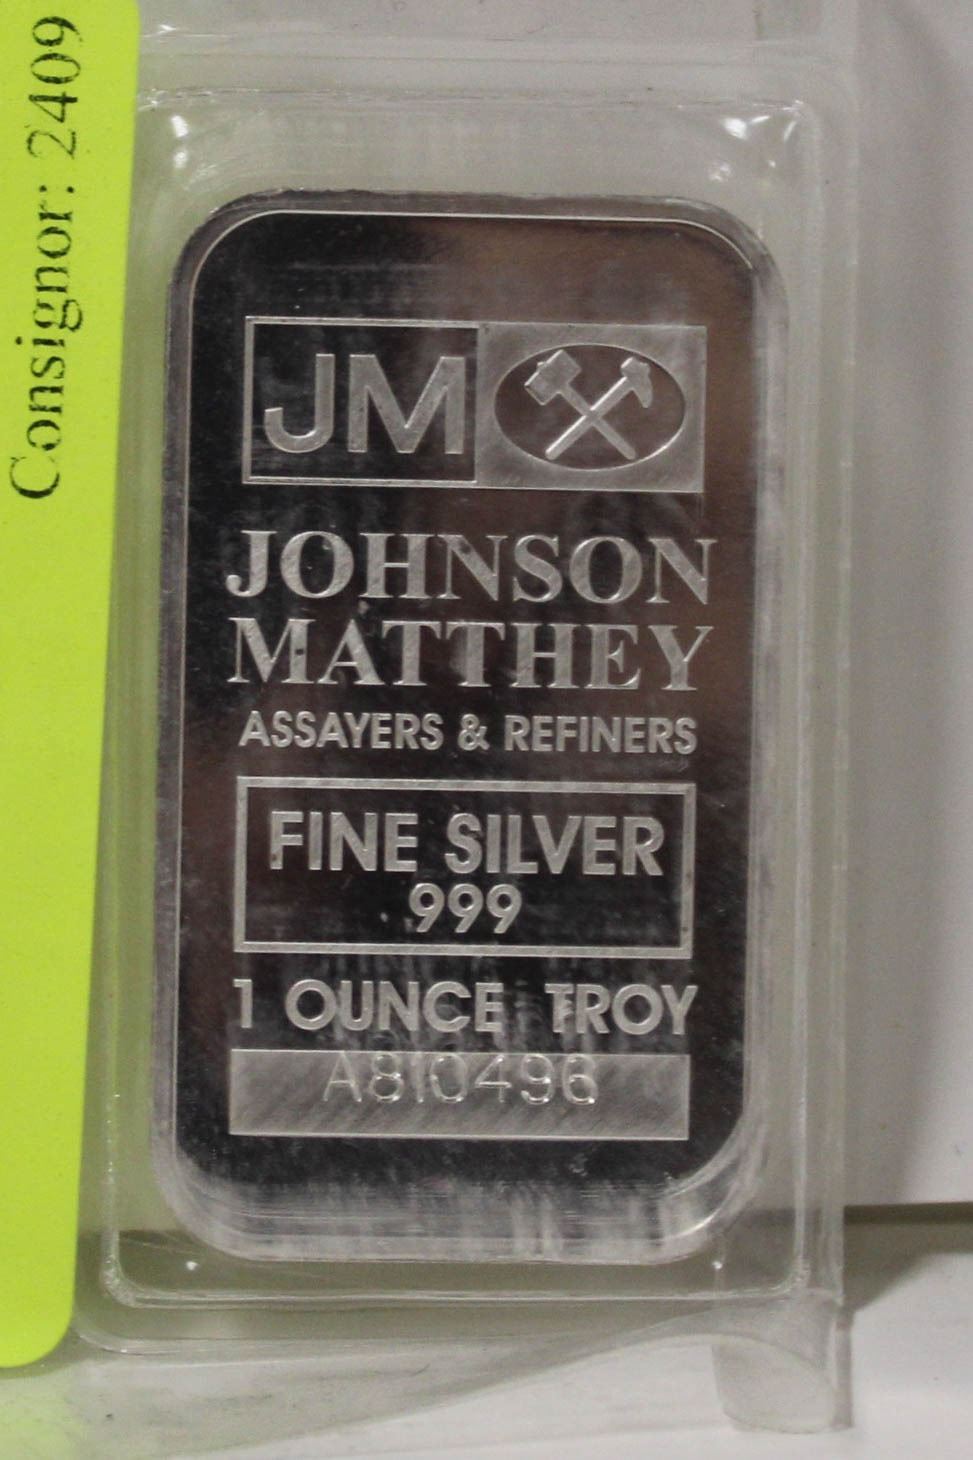 Consignor: 2409
JM
JOHNSON
MATTHEY
ASSAYERS & REFINERS
FINE SILVER
999
1 OUNCE TROY
A810496